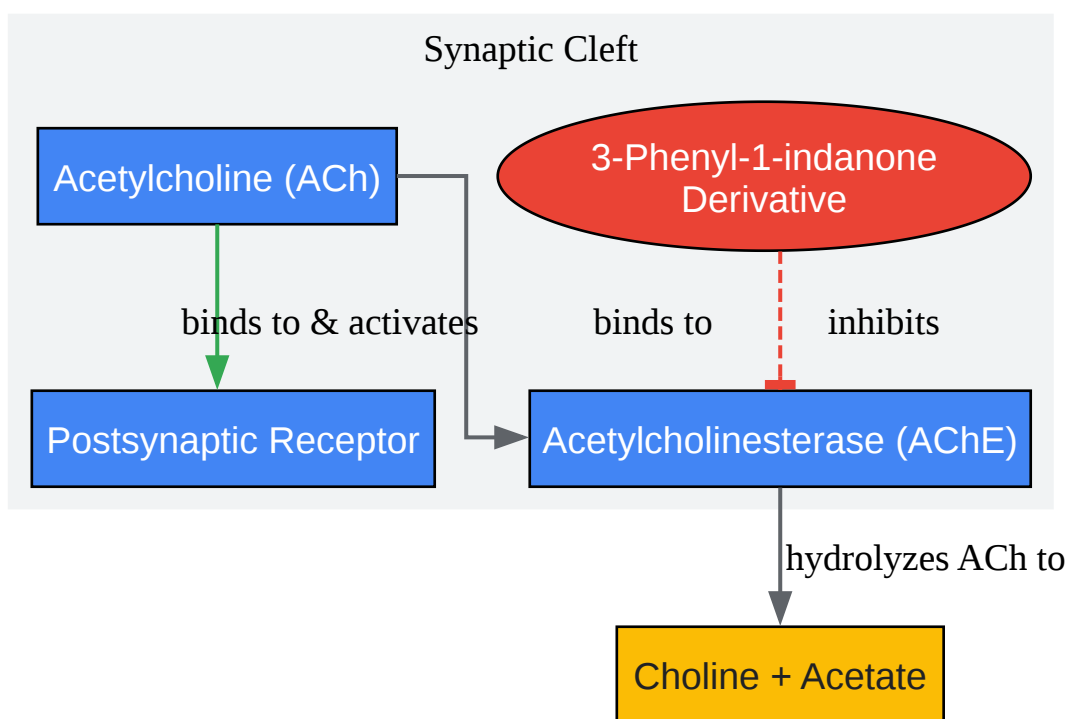 Synaptic Cleft
Acetylcholine (ACh)
3-Phenyl-1-indanone
Derivative
binds to & activates
binds to
inhibits
Postsynaptic Receptor
Acetylcholinesterase (AChE)
hydrolyzes ACh to
Choline + Acetate